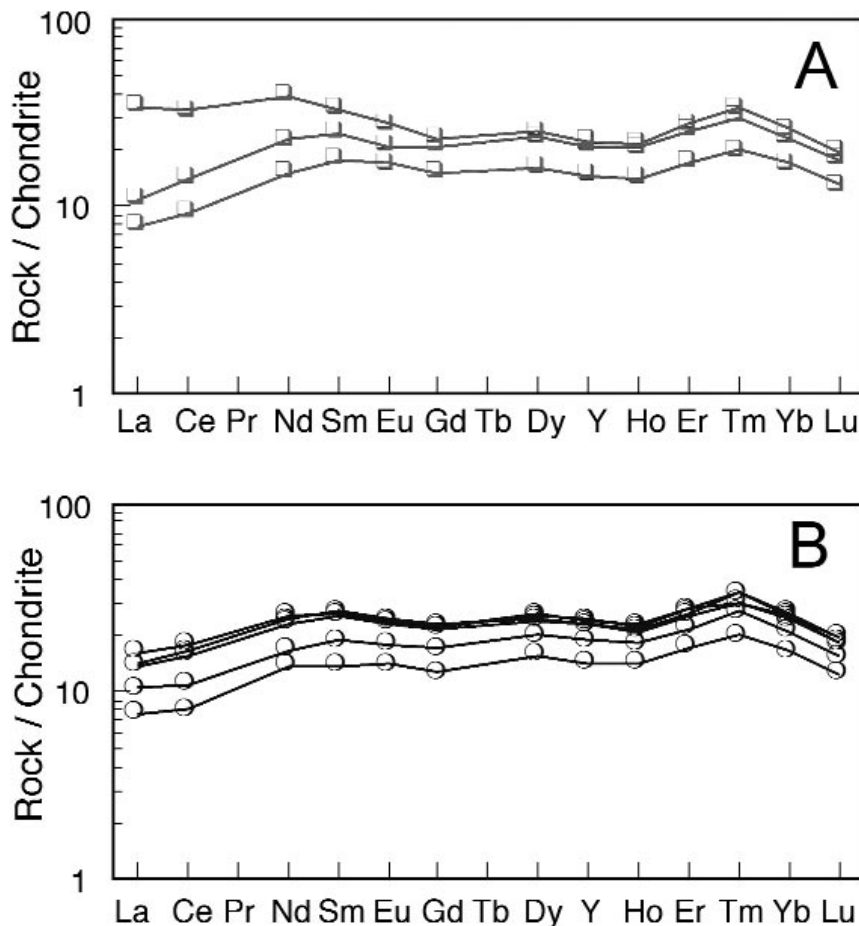 100
A
10
Rock / Chondrite
1
La Ce Pr Nd Sm Eu Gd Tb Dy Y Ho Er Tm Yb Lu
100
B
10
Rock / Chondrite
1
La Ce Pr Nd Sm Eu Gd Tb Dy Y Ho Er Tm Yb Lu